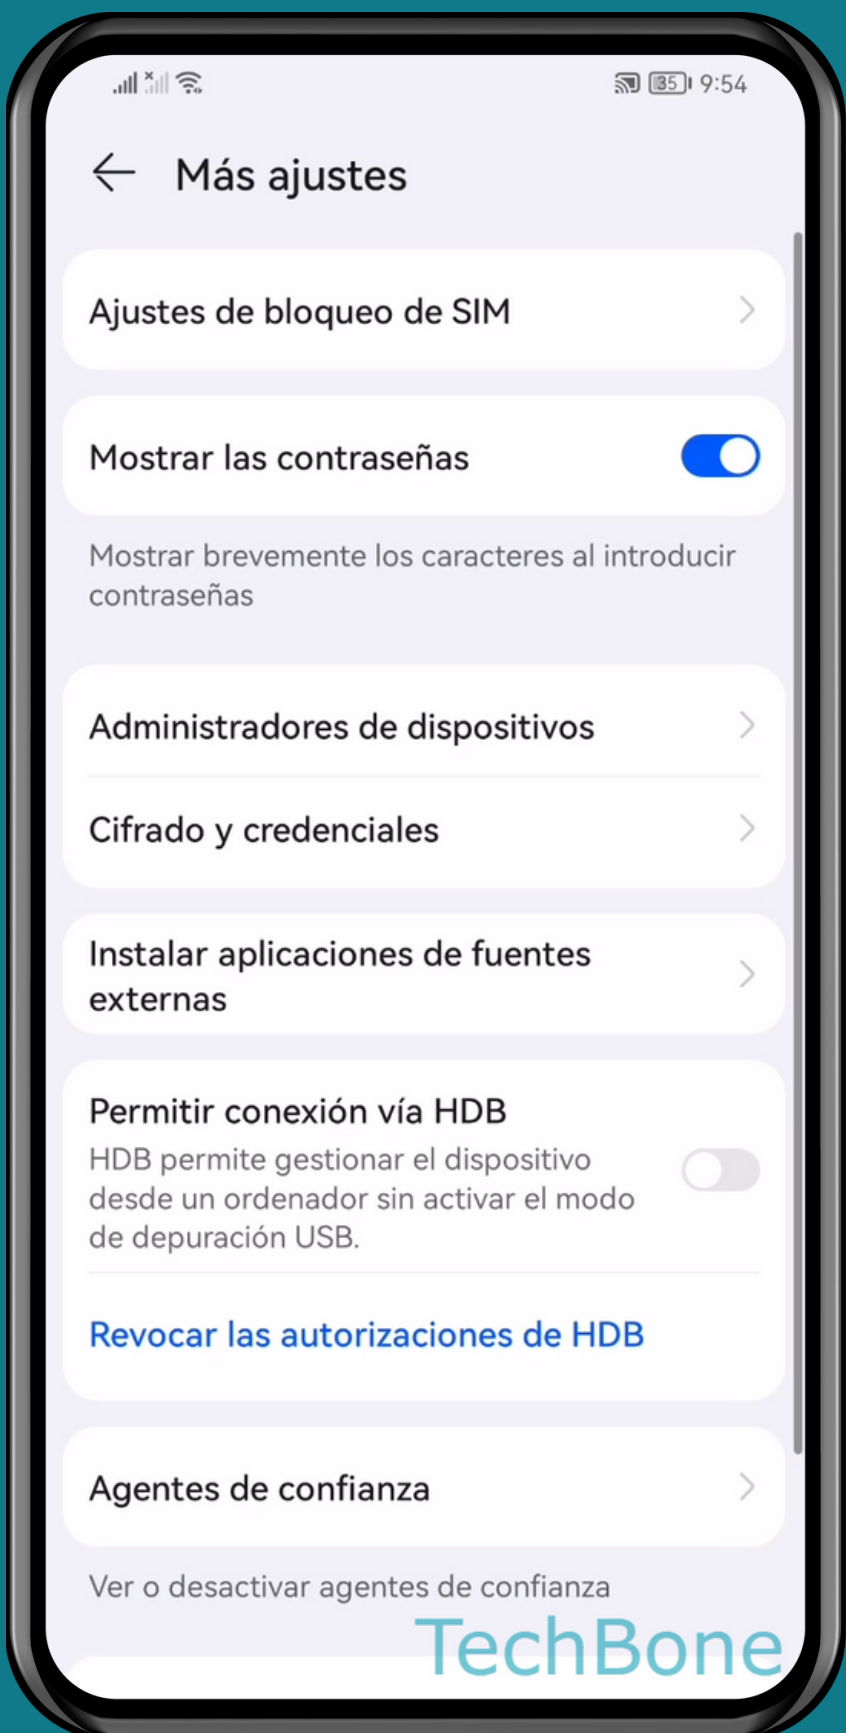 35 9:54
Más ajustes
Ajustes de bloqueo de SIM
Mostrar las contraseñas
Mostrar brevemente los caracteres al introducir
contraseñas
Administradores de dispositivos
Cifrado y credenciales
Instalar aplicaciones de fuentes
externas
Permitir conexión vía HDB
HDB permite gestionar el dispositivo
desde un ordenador sin activar el modo
de depuración USB.
Revocar las autorizaciones de HDB
Agentes de confianza
Ver o desactivar agentes de confianza
TechBone